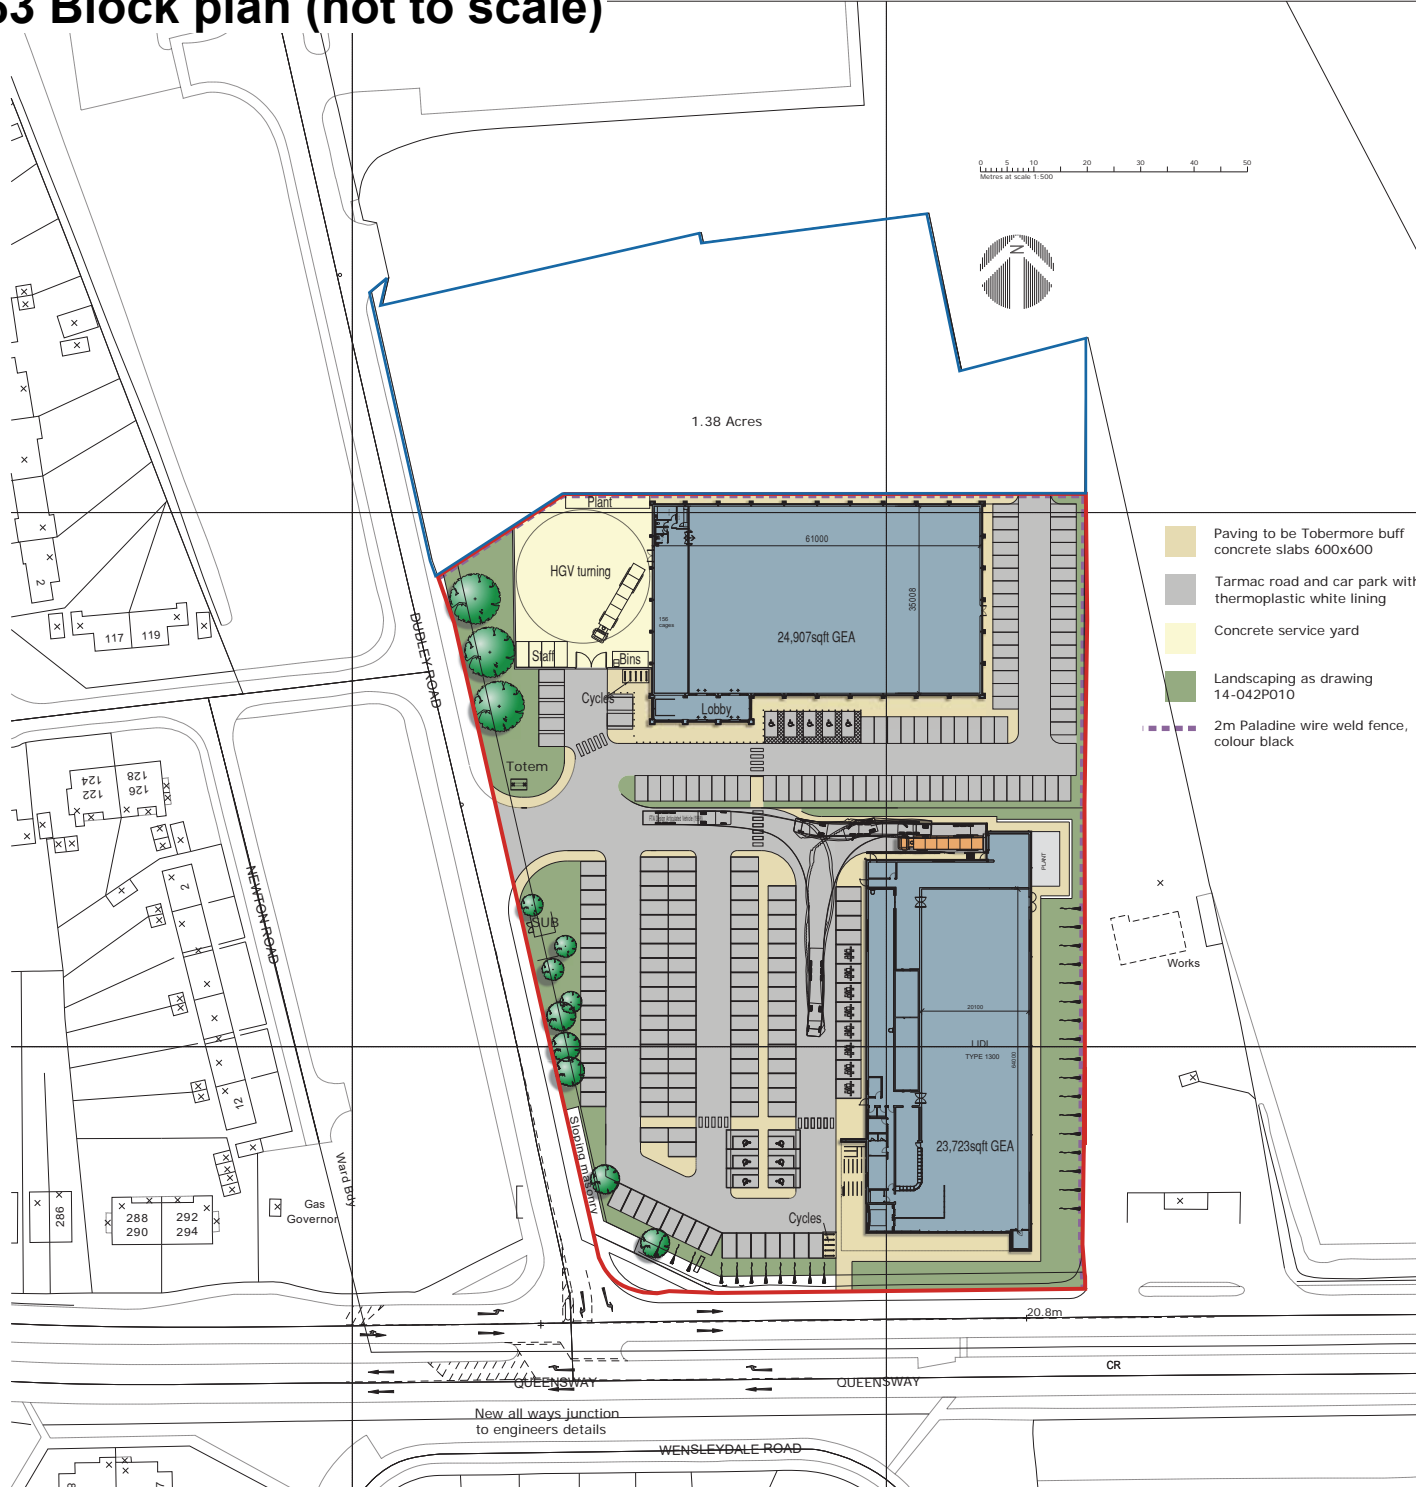 53 Block plan (not to scale)
0 5 10 20 30 40 50
Metres at scale 1:500
N
1.38 Acres
Plant
HGV turning
61000
36008
156
cages
24,907sqft GEA
Staff
Bins
Cycles
Lobby
Totem
Paving to be Tobermore buff
concrete slabs 600x600
Tarmac road and car park with
thermoplastic white lining
Concrete service yard
Landscaping as drawing
14-042P010
2m Paladine wire weld fence,
colour black
DUDLEY ROAD
2
117
119
124
122
128
126
2
12
NEWTON ROAD
SUB
PLANT
20100
LIDL
TYPE 1300
64000
23,723sqft GEA
Works
Sloping masonry
Cycles
Ward Bdy
Gas
Governor
286
288
290
292
294
20.8m
CR
QUEENSWAY
QUEENSWAY
New all ways junction
to engineers details
WENSLEYDALE ROAD